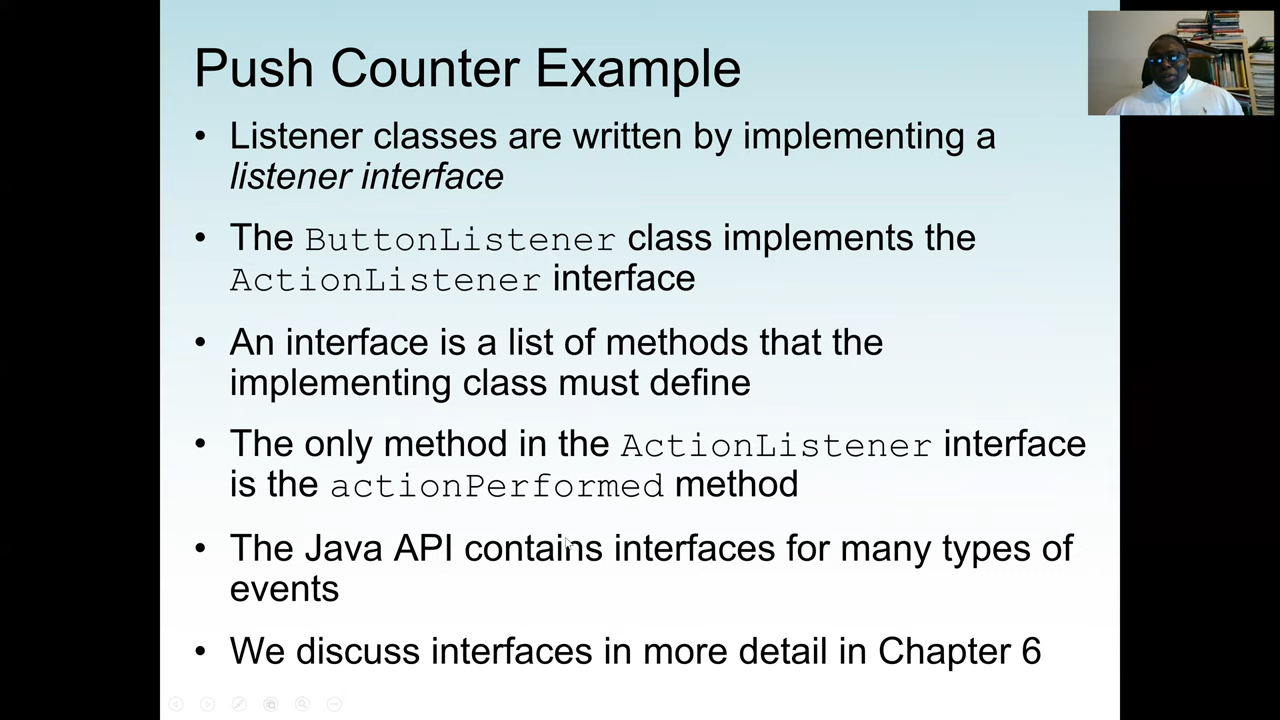 Push Counter Example
• Listener classes are written by implementing a
listener interface
• The ButtonListener class implements the
ActionListener interface
• An interface is a list of methods that the
implementing class must define
• The only method in the ActionListener interface
is the actionPerformed method
• The Java API contains interfaces for many types of
events
• We discuss interfaces in more detail in Chapter 6